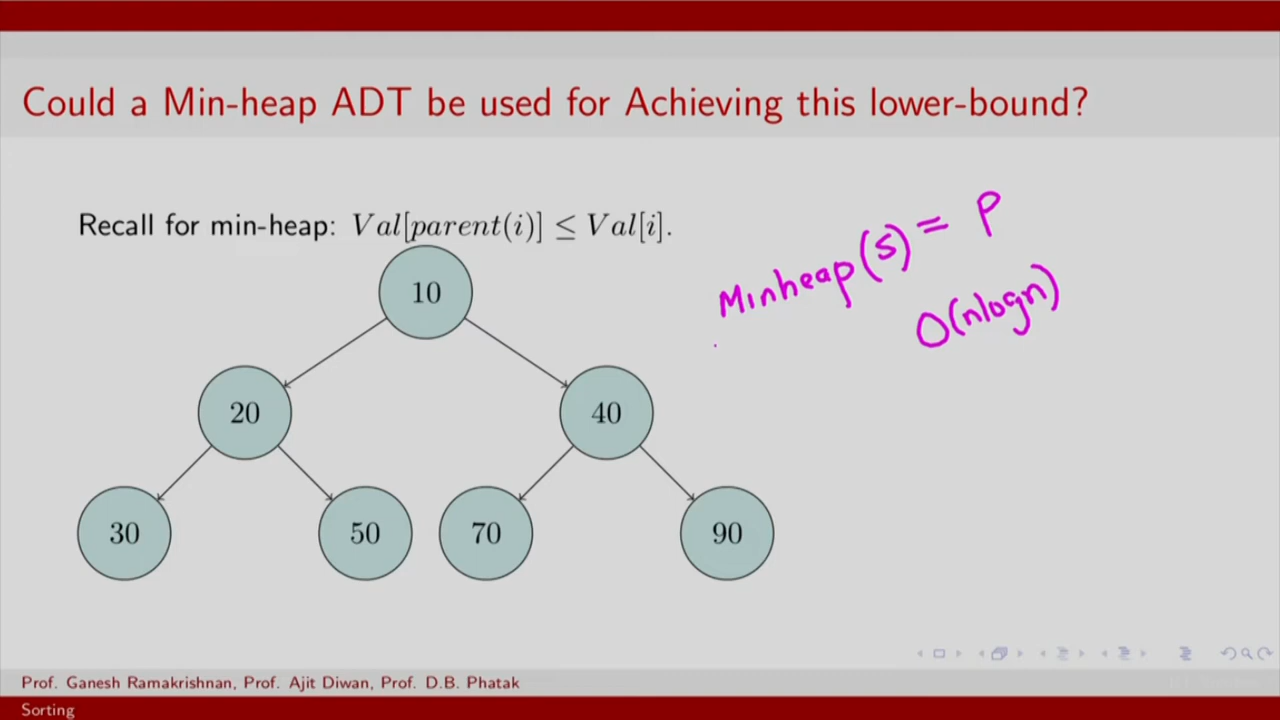 Could a Min-heap ADT be used for Achieving this lower-bound?
Recall for min-heap: Val[parent(i)] ≤ Val[i].
Minheap(S) = P
O(nlogn)
10
20 40
30 50 70 90
Prof. Ganesh Ramakrishnan, Prof. Ajit Diwan, Prof. D.B. Phatak
Sorting